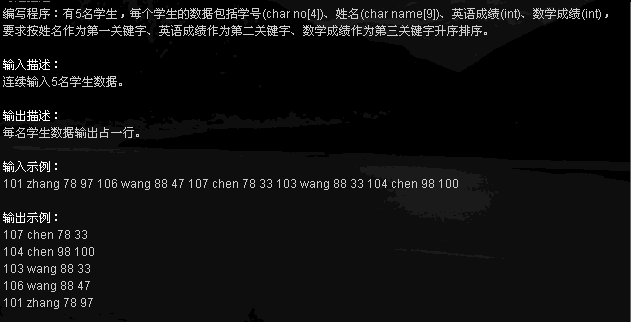 编写程序：有5名学生，每个学生的数据包括学号(char no[4])、姓名(char name[9])、英语成绩(int)、数学成绩(int)，
要求按姓名作为第一关键字、英语成绩作为第二关键字、数学成绩作为第三关键字升序排序。
输入描述：
连续输入5名学生数据。
输出描述：
每名学生数据输出占一行。
输入示例：
101 zhang 78 97 106 wang 88 47 107 chen 78 33 103 wang 88 33 104 chen 98 100
输出示例：
107 chen 78 33
104 chen 98 100
103 wang 88 33
106 wang 88 47
101 zhang 78 97